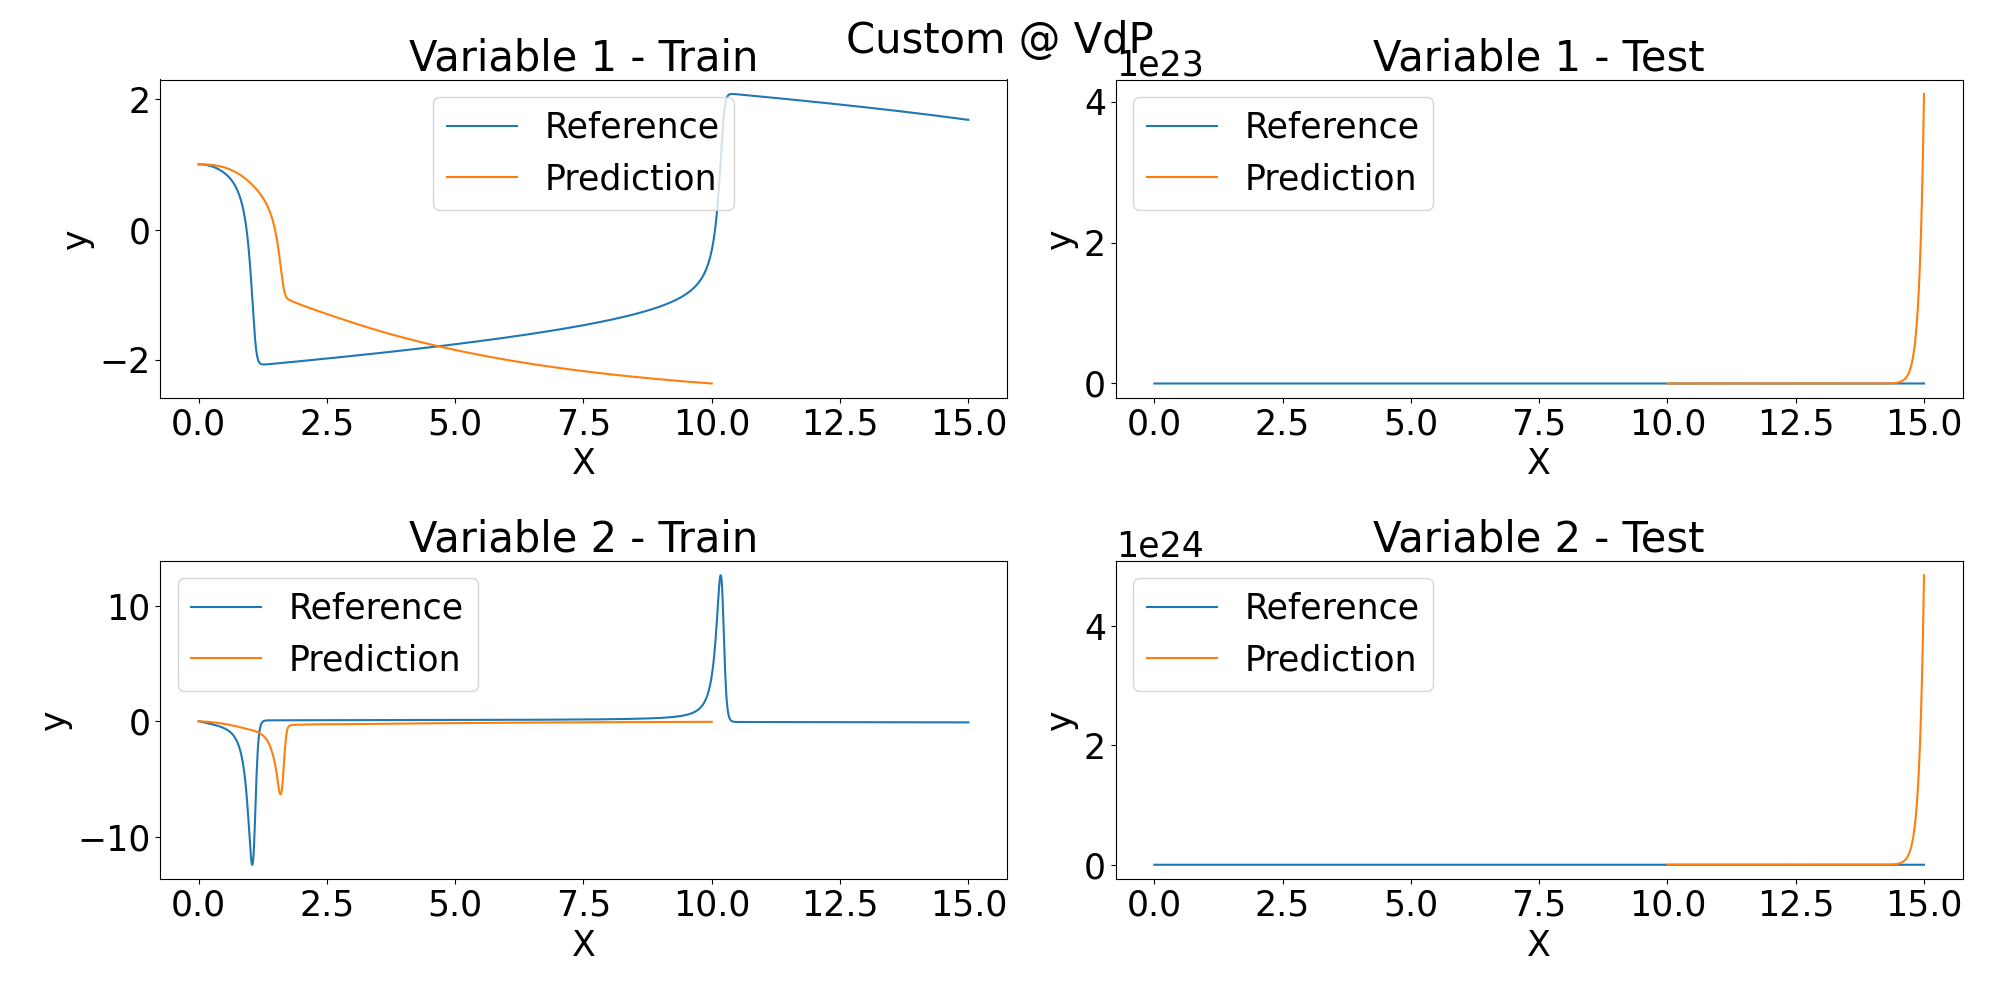 Custom @ VdP
Variable 1 - Train
2
0
−2
y
Reference
Prediction
0.0 2.5 5.0 7.5 10.0 12.5 15.0
X
Variable 1 - Test
1e23
4
2
0
y
Reference
Prediction
0.0 2.5 5.0 7.5 10.0 12.5 15.0
X
Variable 2 - Train
10
0
−10
y
Reference
Prediction
0.0 2.5 5.0 7.5 10.0 12.5 15.0
X
Variable 2 - Test
1e24
4
2
0
y
Reference
Prediction
0.0 2.5 5.0 7.5 10.0 12.5 15.0
X